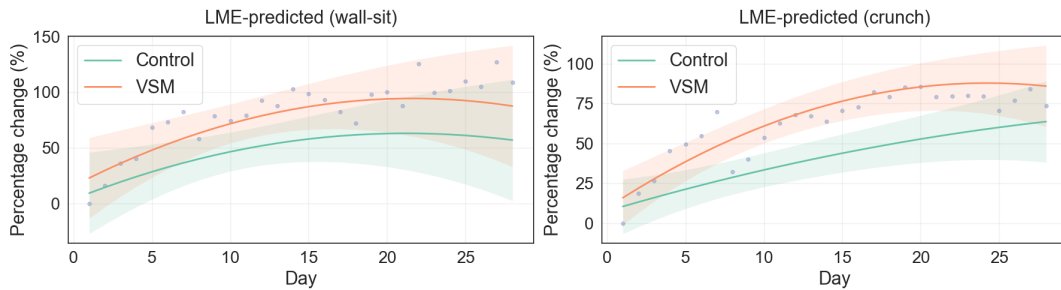 LME-predicted (wall-sit)
Percentage change (%)
150
100
50
0
Control
VSM
0 5 10 15 20 25
Day
LME-predicted (crunch)
Percentage change (%)
100
75
50
25
0
Control
VSM
0 5 10 15 20 25
Day